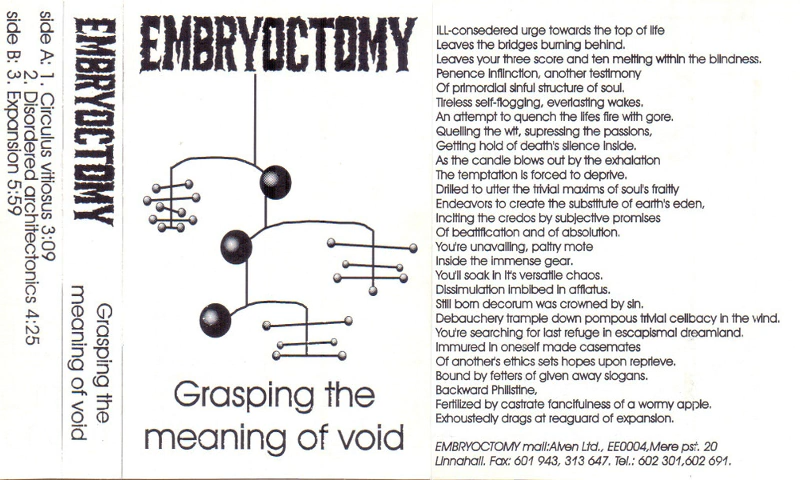 side A: 1. Circulus vitiosus 3:09
2. Disordered architectonics 4:25
side B: 3. Expansion 5:59
EMBRYOCTOMY
Grasping the
meaning of void
EMBRYOCTOMY
Grasping the
meaning of void
ILL-consedered urge towards the top of life
Leaves the bridges burning behind.
Leaves your three score and ten melting within the blindness.
Penence inflinction, another testimony
Of primordial sinful structure of soul.
Tireless self-flogging, everlasting wakes.
An attempt to quench the lifes fire with gore.
Quelling the wit, supressing the passions,
Getting hold of death's silence inside.
As the candle blows out by the exhalation
The temptation is forced to deprive.
Drilled to utter the trivial maxims of soul's frailty
Endeavors to create the substitute of earth's eden,
Inciting the credos by subjective promises
Of beatification and of absolution.
You're unavailing, paltry mote
Inside the immense gear.
You'll soak in it's versatile chaos.
Dissimulation imbibed in afflatus.
Still born decorum was crowned by sin.
Debauchery trample down pompous trivial celibacy in the wind.
You're searching for last refuge in escapismal dreamland.
Immured in oneself made casemates
Of another's ethics sets hopes upon reprieve.
Bound by fetters of given away slogans.
Backward Philistine,
Fertilized by castrate fancifulness of a wormy apple.
Exhoustedly drags at reaguard of expansion.
EMBRYOCTOMY mail:Alven Ltd., EE0004,Mere pst. 20
Linnahall. Fax: 601 943, 313 647. Tel.: 602 301,602 691.